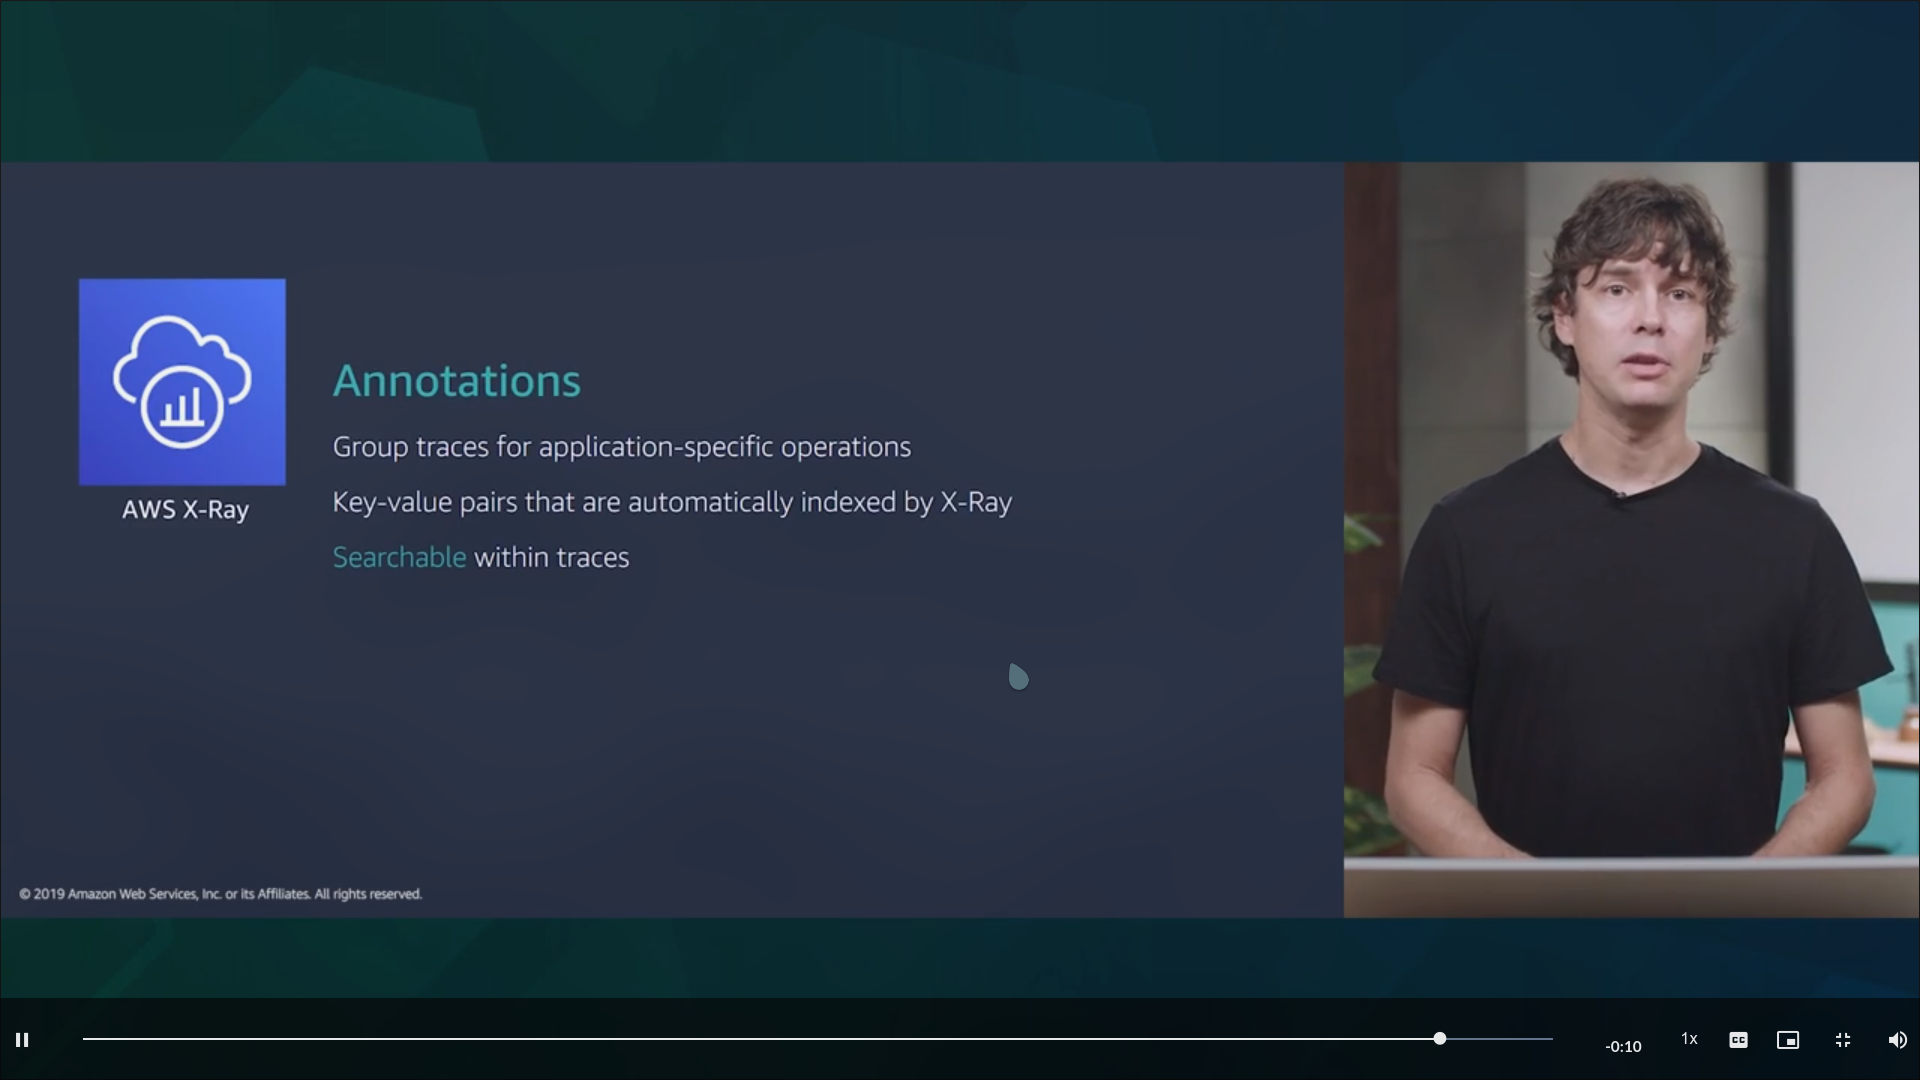 Annotations
Group traces for application-specific operations
Key-value pairs that are automatically indexed by X-Ray
Searchable within traces
AWS X-Ray
© 2019 Amazon Web Services, Inc. or its Affiliates. All rights reserved.
-0:10
1x
CC